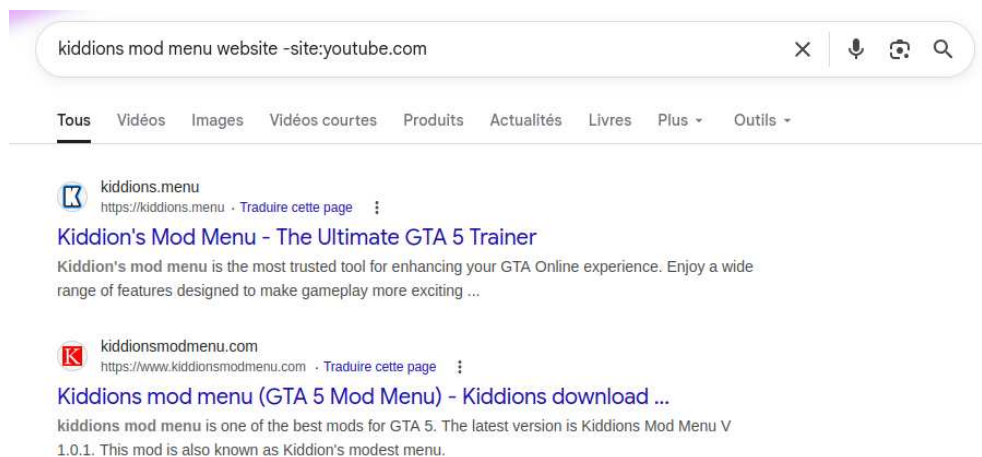 kiddions mod menu website -site:youtube.com
Tous Vidéos Images Vidéos courtes Produits Actualités Livres Plus Outils
K
kiddions.menu
https://kiddions.menu · Traduire cette page
Kiddion's Mod Menu - The Ultimate GTA 5 Trainer
Kiddion's mod menu is the most trusted tool for enhancing your GTA Online experience. Enjoy a wide
range of features designed to make gameplay more exciting ...
K
kiddionsmodmenu.com
https://www.kiddionsmodmenu.com · Traduire cette page
Kiddions mod menu (GTA 5 Mod Menu) - Kiddions download ...
kiddions mod menu is one of the best mods for GTA 5. The latest version is Kiddions Mod Menu V
1.0.1. This mod is also known as Kiddion's modest menu.